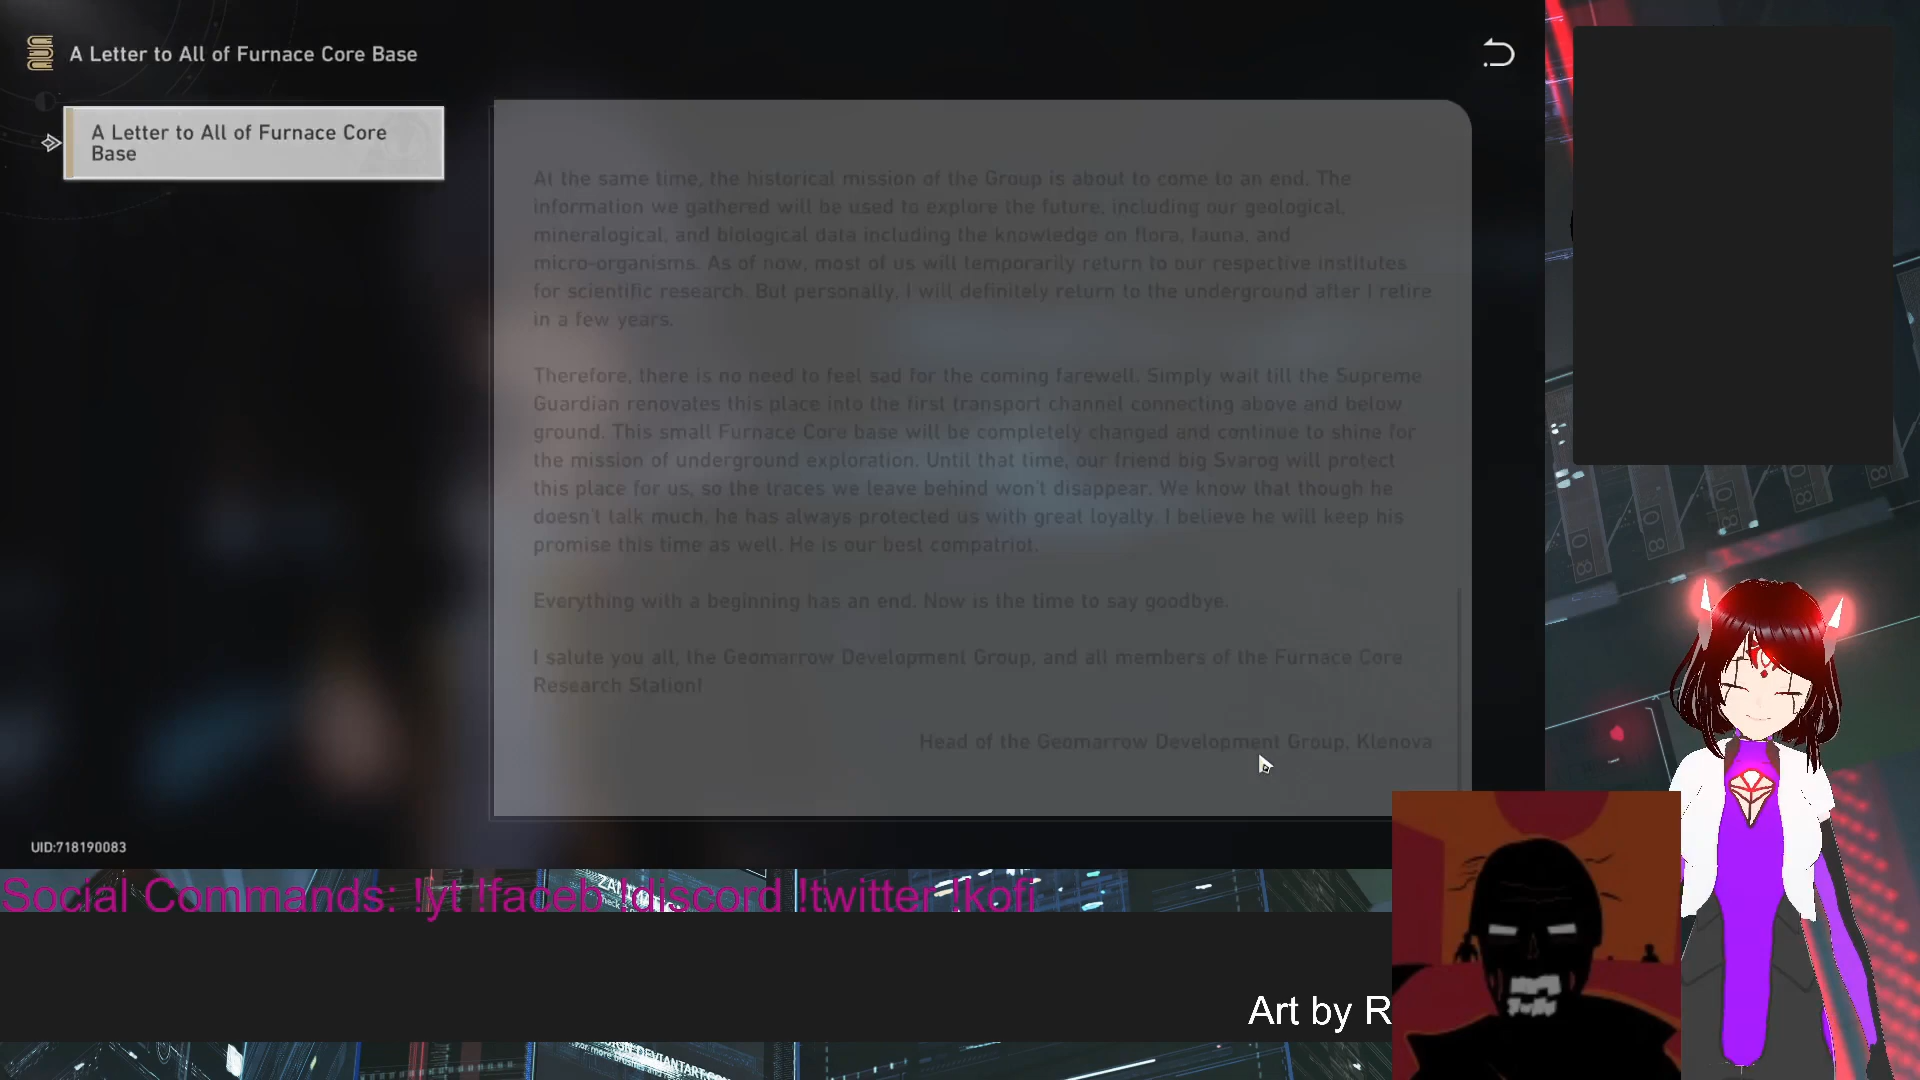 A Letter to All of Furnace Core Base
A Letter to All of Furnace Core
Base
At the same time, the historical mission of the Group is about to come to an end. The
information we gathered will be used to explore the future, including our geological,
mineralogical, and biological data including the knowledge on flora, fauna, and
micro-organisms. As of now, most of us will temporarily return to our respective institutes
for scientific research. But personally, I will definitely return to the underground after I retire
in a few years.
Therefore, there is no need to feel sad for the coming farewell. Simply wait till the Supreme
Guardian renovates this place into the first transport channel connecting above and below
ground. This small Furnace Core base will be completely changed and continue to shine for
the mission of underground exploration. Until that time, our friend big Svarog will protect
this place for us, so the traces we leave behind won't disappear. We know that though he
doesn't talk much, he has always protected us with great loyalty. I believe he will keep his
promise this time as well. He is our best compatriot.
Everything with a beginning has an end. Now is the time to say goodbye.
I salute you all, the Geomarrow Development Group, and all members of the Furnace Core
Research Station!
Head of the Geomarrow Development Group, Klenova
UID:718190083
Social Commands: !yt !faceb !discord !twitter !kofi
Art by R